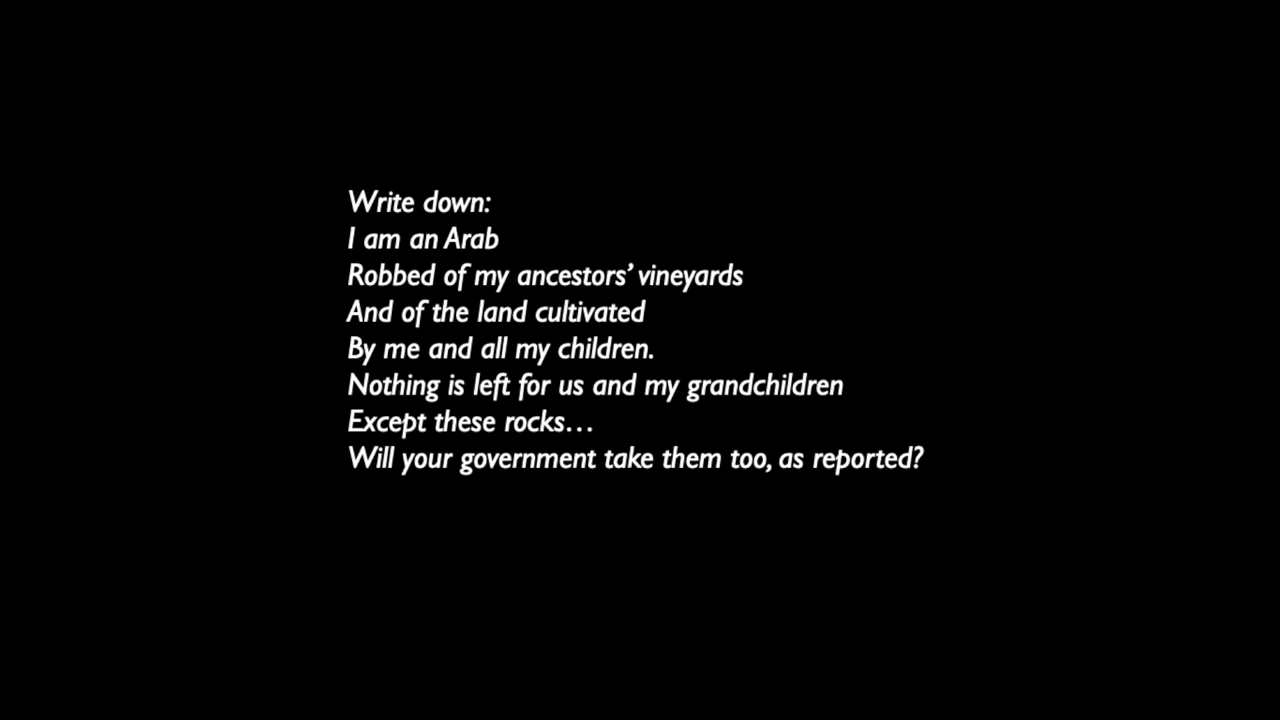 Write down:
I am an Arab
Robbed of my ancestors’ vineyards
And of the land cultivated
By me and all my children.
Nothing is left for us and my grandchildren
Except these rocks…
Will your government take them too, as reported?